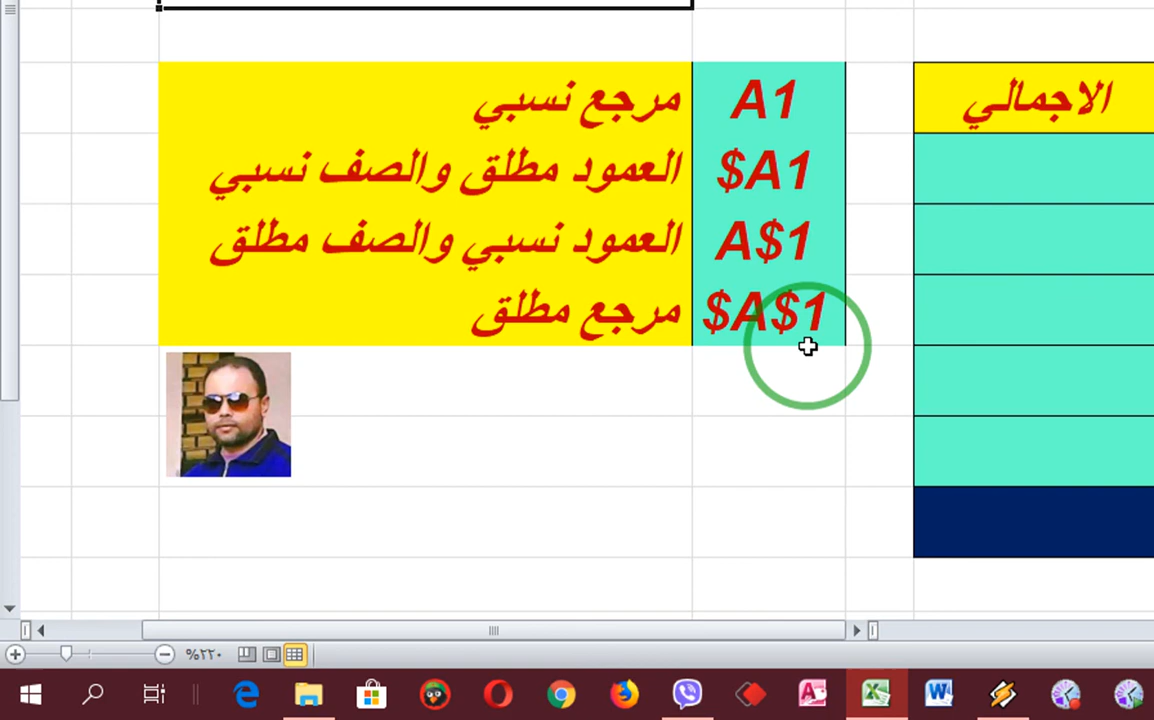 الاجمالي
A1 مرجع نسبي
$A1 العمود مطلق والصف نسبي
A$1 العمود نسبي والصف مطلق
$A$1 مرجع مطلق
%٢٢٠